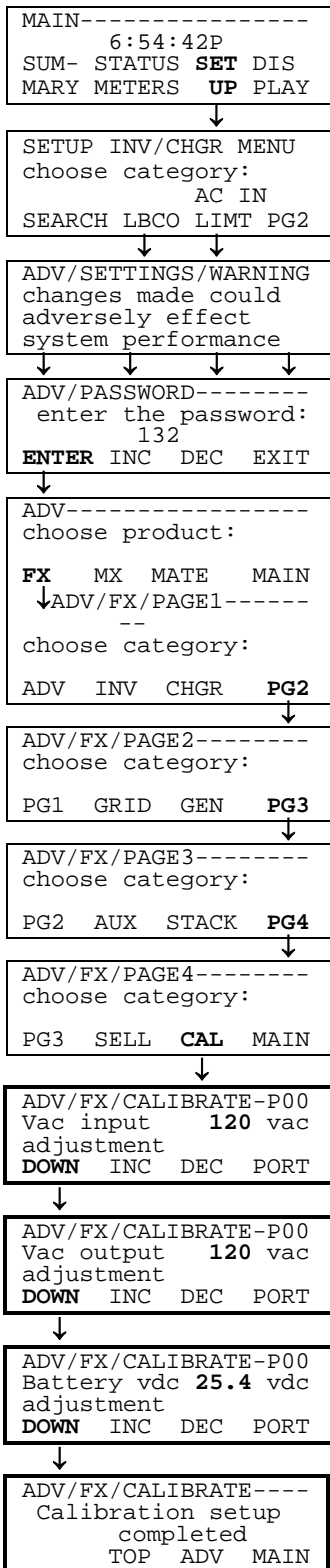 MAIN----------------
6:54:42P
SUM- STATUS SET DIS
MARY METERS UP PLAY
↓
SETUP INV/CHGR MENU
choose category:
AC IN
SEARCH LBCO LIMT PG2
↓ ↓
ADV/SETTINGS/WARNING
changes made could
adversely effect
system performance
↓ ↓ ↓ ↓
ADV/PASSWORD--------
enter the password:
132
ENTER INC DEC EXIT
↓
ADV-----------------
choose product:
FX MX MATE MAIN
↓ADV/FX/PAGE1------
--
choose category:
ADV INV CHGR PG2
↓
ADV/FX/PAGE2--------
choose category:
PG1 GRID GEN PG3
↓
ADV/FX/PAGE3--------
choose category:
PG2 AUX STACK PG4
↓
ADV/FX/PAGE4--------
choose category:
PG3 SELL CAL MAIN
↓
ADV/FX/CALIBRATE-P00
Vac input 120 vac
adjustment
DOWN INC DEC PORT
↓
ADV/FX/CALIBRATE-P00
Vac output 120 vac
adjustment
DOWN INC DEC PORT
↓
ADV/FX/CALIBRATE-P00
Battery vdc 25.4 vdc
adjustment
DOWN INC DEC PORT
↓
ADV/FX/CALIBRATE----
Calibration setup
completed
TOP ADV MAIN